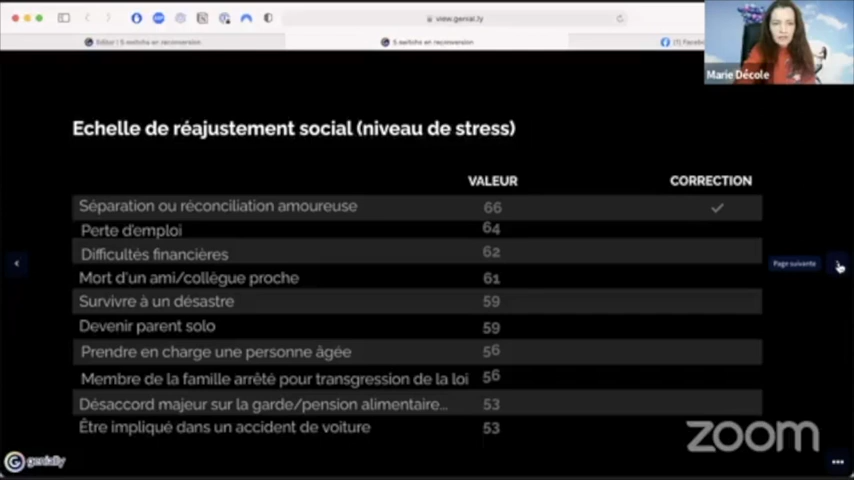 view.genial.ly
Editor | 5 switchs en reconversion
5 switchs en reconversion
(1) Facebo
Marie Décole
Echelle de réajustement social (niveau de stress)
VALEUR CORRECTION
Séparation ou réconciliation amoureuse 66 ✓
Perte d'emploi 64
Difficultés financières 62
Mort d'un ami/collègue proche 61
Survivre à un désastre 59
Devenir parent solo 59
Prendre en charge une personne âgée 56
Membre de la famille arrêté pour transgression de la loi 56
Désaccord majeur sur la garde/pension alimentaire... 53
Être impliqué dans un accident de voiture 53
Page suivante
zoom
genially